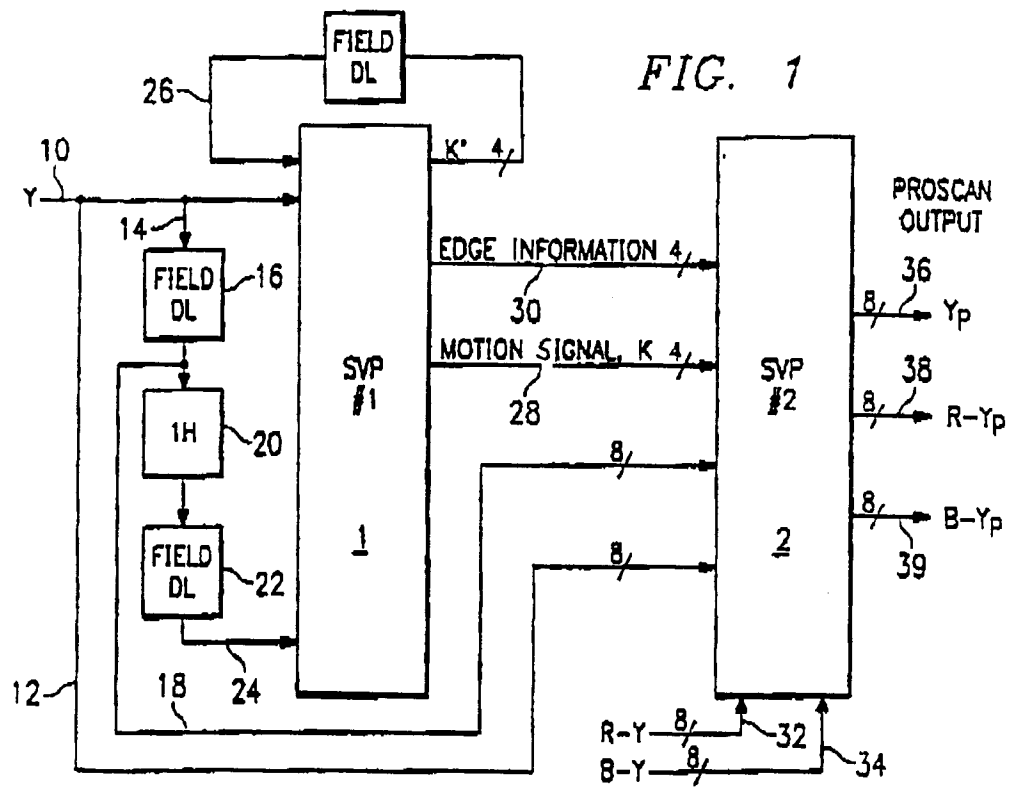 FIG. 1
FIELD
DL
26
K" 4
10
Y
14
FIELD
DL
16
EDGE INFORMATION 4
30
MOTION SIGNAL, K 4
28
1H
20
8
FIELD
DL
22
8
24
12
18
SVP
#1
1
SVP
#2
2
PROSCAN
OUTPUT
8 36
Yp
8 38
R-Yp
8
B-Yp
39
R-Y 8
32
B-Y 8
34